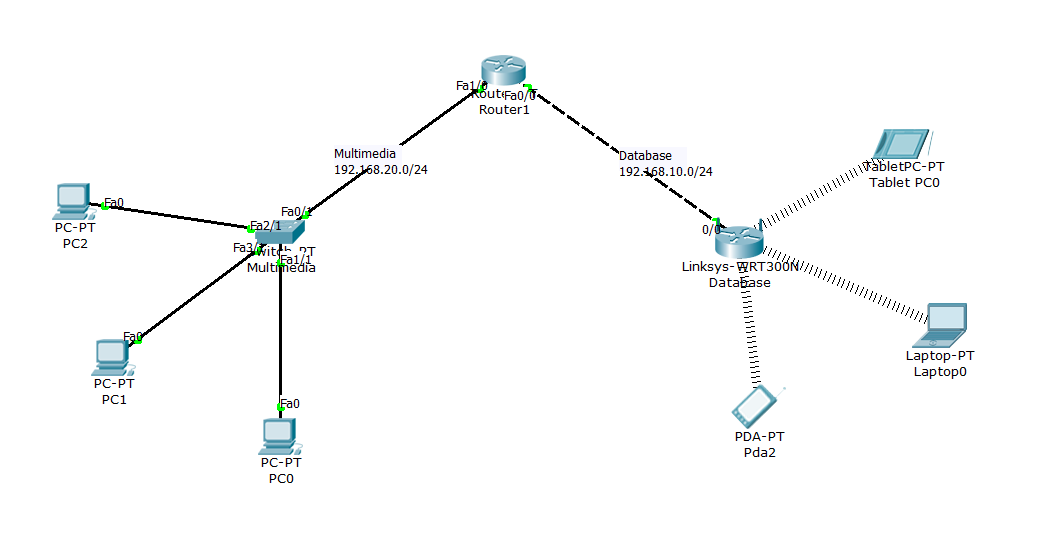 Fa1/0
Fa0/0
Router1
Multimedia
192.168.20.0/24
Database
192.168.10.0/24
TabletPC-PT
Tablet PC0
Fa0
PC-PT
PC2
Fa0/1
Fa2/1
Fa1/1
Multimedia
0/0
Linksys-WRT300N
Database
Fa0
PC-PT
PC1
Laptop-PT
Laptop0
Fa0
PC-PT
PC0
PDA-PT
Pda2